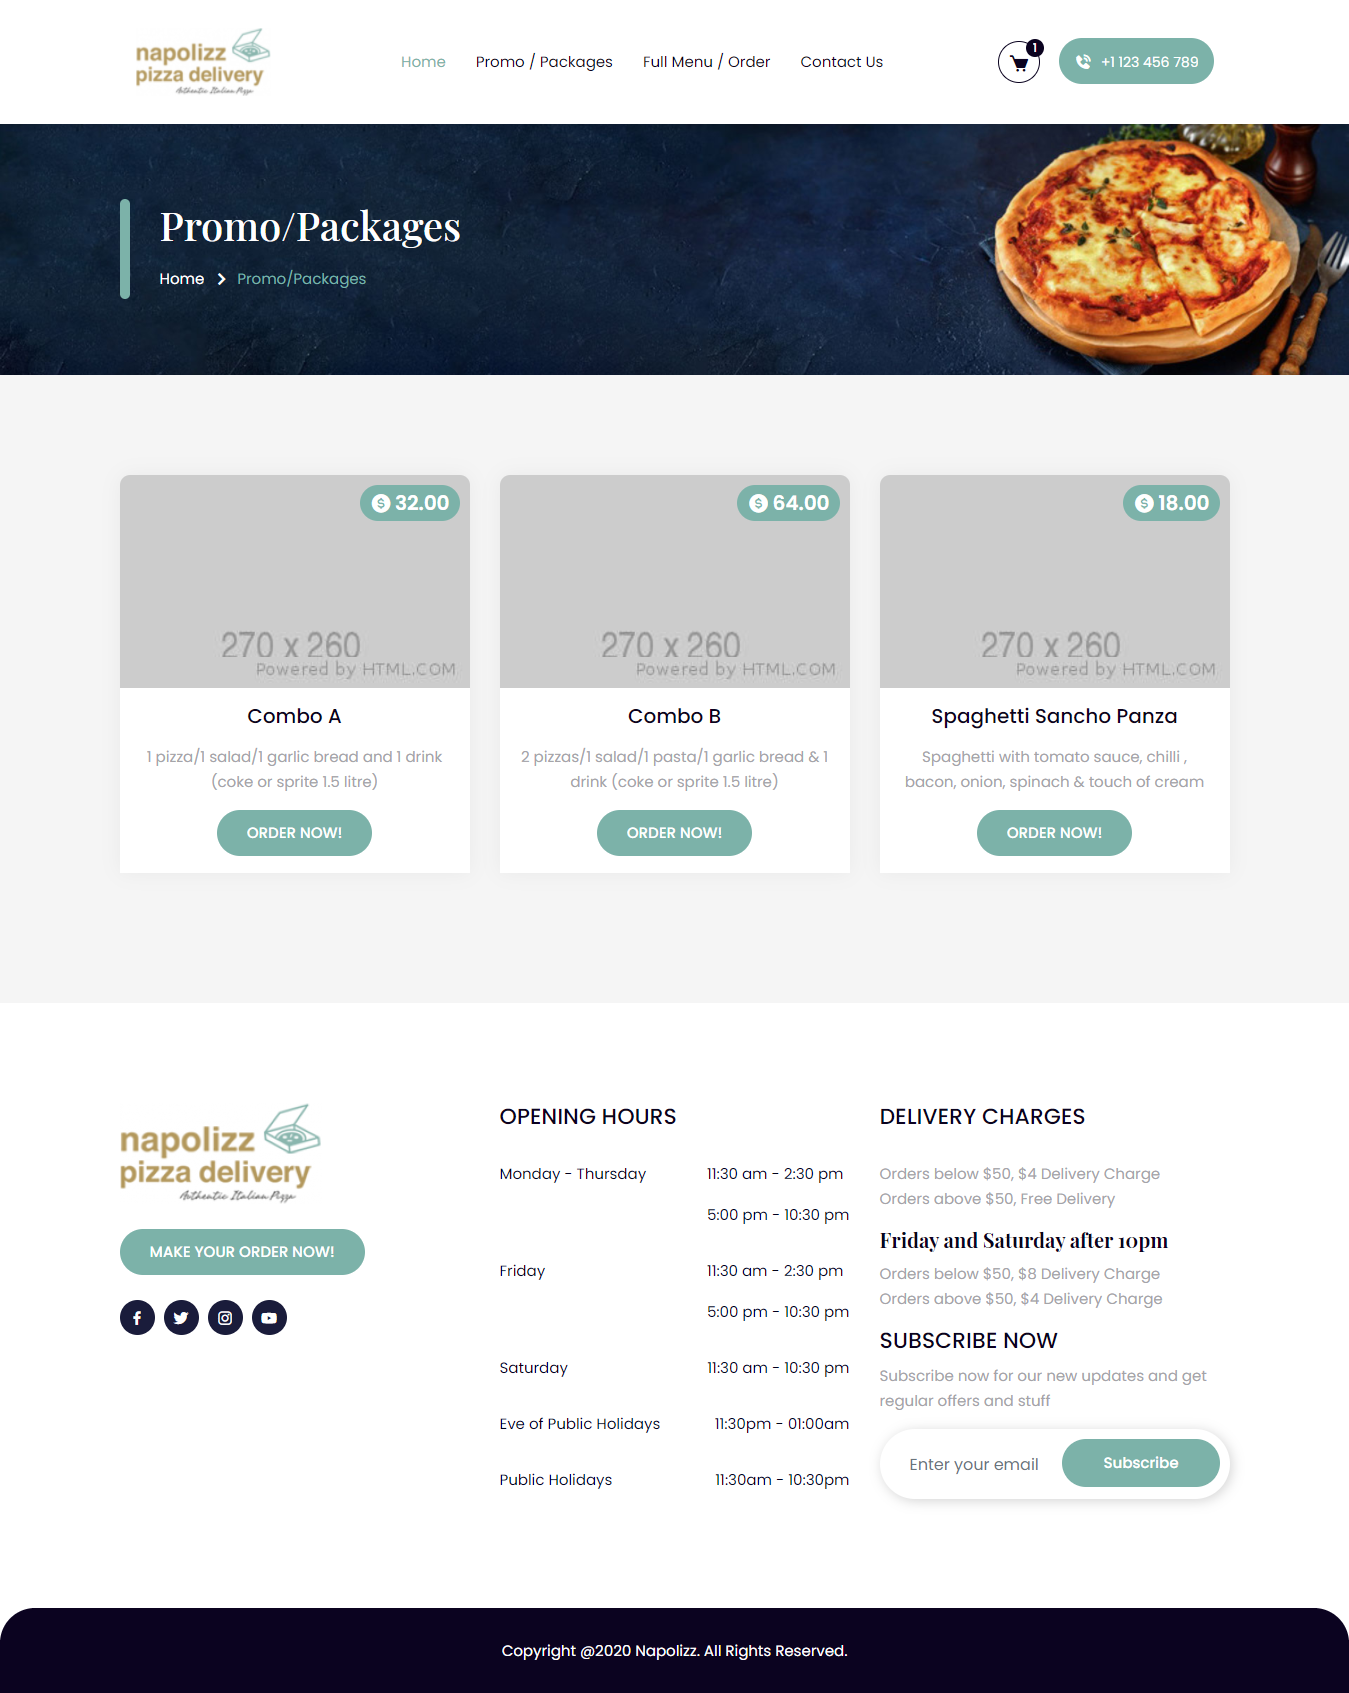 napolizz
pizza delivery
Authentic Italian Pizza
Home
Promo / Packages
Full Menu / Order
Contact Us
1
+1 123 456 789
Promo/Packages
Home
Promo/Packages
$ 32.00
270 x 260
Powered by HTML.COM
Combo A
1 pizza/1 salad/1 garlic bread and 1 drink
(coke or sprite 1.5 litre)
ORDER NOW!
$ 64.00
270 x 260
Powered by HTML.COM
Combo B
2 pizzas/1 salad/1 pasta/1 garlic bread & 1
drink (coke or sprite 1.5 litre)
ORDER NOW!
$ 18.00
270 x 260
Powered by HTML.COM
Spaghetti Sancho Panza
Spaghetti with tomato sauce, chilli ,
bacon, onion, spinach & touch of cream
ORDER NOW!
napolizz
pizza delivery
Authentic Italian Pizza
MAKE YOUR ORDER NOW!
OPENING HOURS
Monday - Thursday 11:30 am - 2:30 pm
5:00 pm - 10:30 pm
Friday 11:30 am - 2:30 pm
5:00 pm - 10:30 pm
Saturday 11:30 am - 10:30 pm
Eve of Public Holidays 11:30pm - 01:00am
Public Holidays 11:30am - 10:30pm
DELIVERY CHARGES
Orders below $50, $4 Delivery Charge
Orders above $50, Free Delivery
Friday and Saturday after 10pm
Orders below $50, $8 Delivery Charge
Orders above $50, $4 Delivery Charge
SUBSCRIBE NOW
Subscribe now for our new updates and get
regular offers and stuff
Enter your email
Subscribe
Copyright @2020 Napolizz. All Rights Reserved.